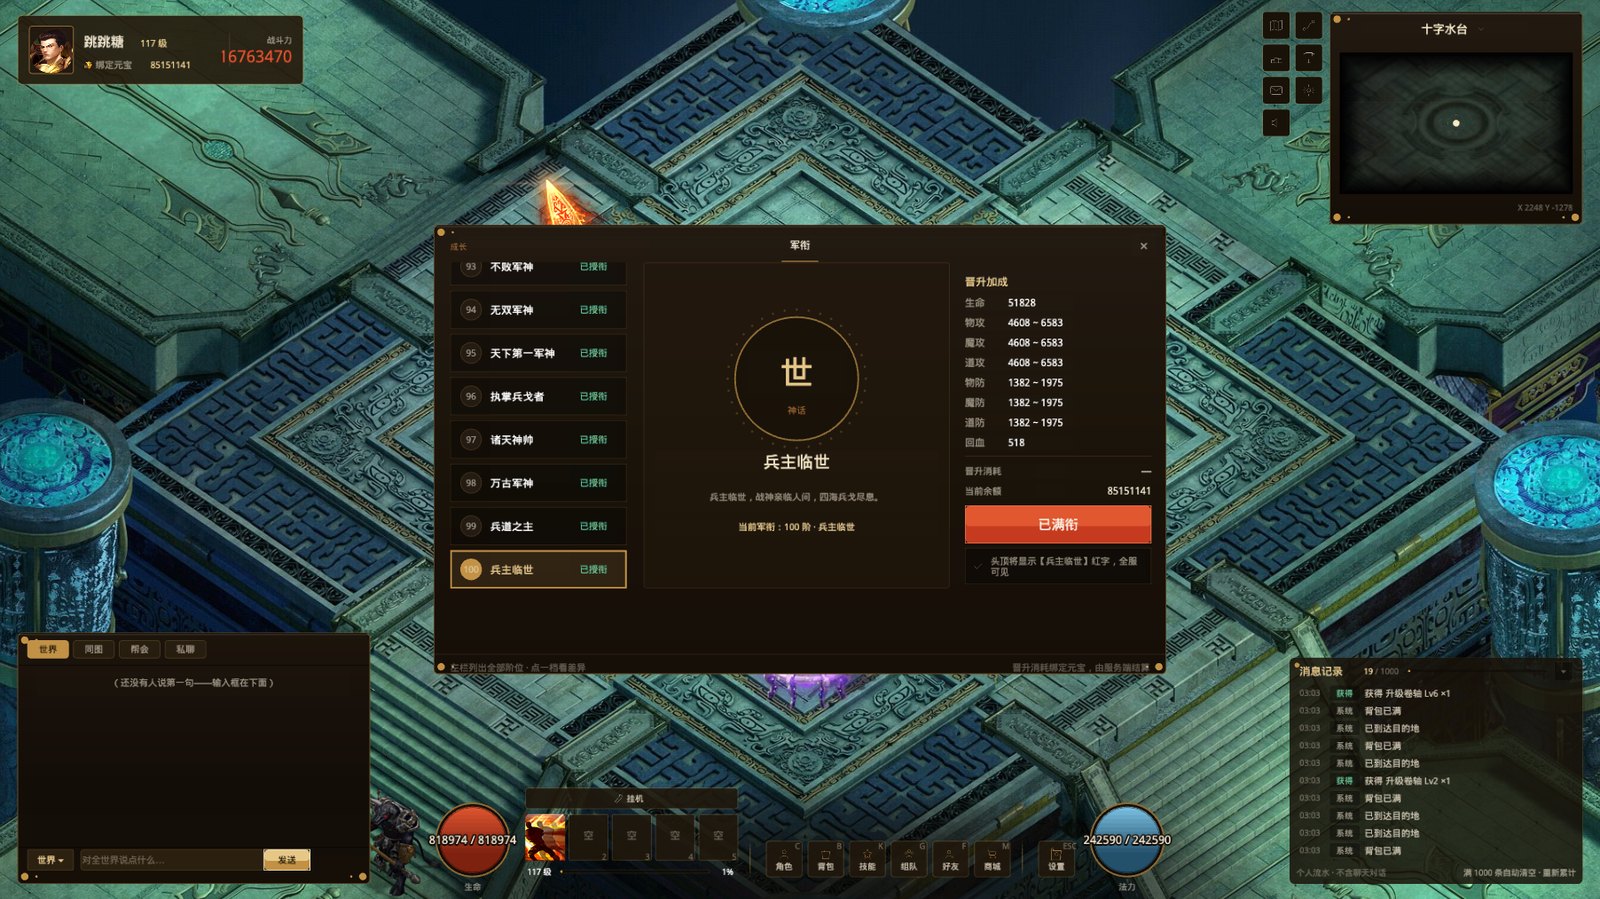 跳跳糖 117 级
战斗力
绑定元宝 85151141
16763470
十字水台
X 2248 Y -1278
成长
军衔
93 不败军神 已授衔
94 无双军神 已授衔
95 天下第一军神 已授衔
96 执掌兵戈者 已授衔
97 诸天神帅 已授衔
98 万古军神 已授衔
99 兵道之主 已授衔
100 兵主临世 已授衔
世
神话
兵主临世
兵主临世，战神亲临人间，四海兵戈尽息。
当前军衔：100 阶 · 兵主临世
晋升加成
生命 51828
物攻 4608 ~ 6583
魔攻 4608 ~ 6583
道攻 4608 ~ 6583
物防 1382 ~ 1975
魔防 1382 ~ 1975
道防 1382 ~ 1975
回血 518
晋升消耗 —
当前余额 85151141
已满衔
头顶将显示【兵主临世】红字，全服
可见
左栏列出全部阶位 · 点一档看差异
晋升消耗绑定元宝，由服务端结算
世界 同图 帮会 私聊
（还没有人说第一句——输入框在下面）
世界
对全世界说点什么...
发送
挂机
空 2
空 3
空 4
空 5
818974 / 818974
生命
117 级
1%
角色 C
背包 B
技能 K
组队 G
好友 F
商城 M
设置 ESC
242590 / 242590
法力
消息记录 19 / 1000
03:03 获得 获得 升级卷轴 Lv6 ×1
03:03 系统 背包已满
03:03 系统 已到达目的地
03:03 系统 背包已满
03:03 系统 已到达目的地
03:03 获得 获得 升级卷轴 Lv2 ×1
03:03 系统 背包已满
03:03 系统 已到达目的地
03:03 系统 已到达目的地
03:03 系统 背包已满
个人流水 · 不含聊天对话
满 1000 条自动清空 · 重新累计